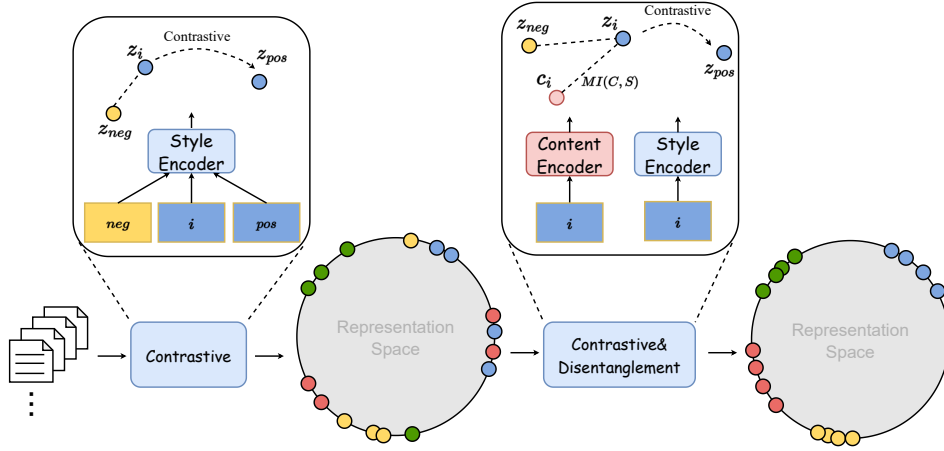 Contrastive
z_i
z_pos
z_neg
Style
Encoder
neg
i
pos
z_neg
z_i
Contrastive
z_pos
c_i
MI(C, S)
Content
Encoder
Style
Encoder
i
i
Contrastive
Representation
Space
Contrastive&
Disentanglement
Representation
Space